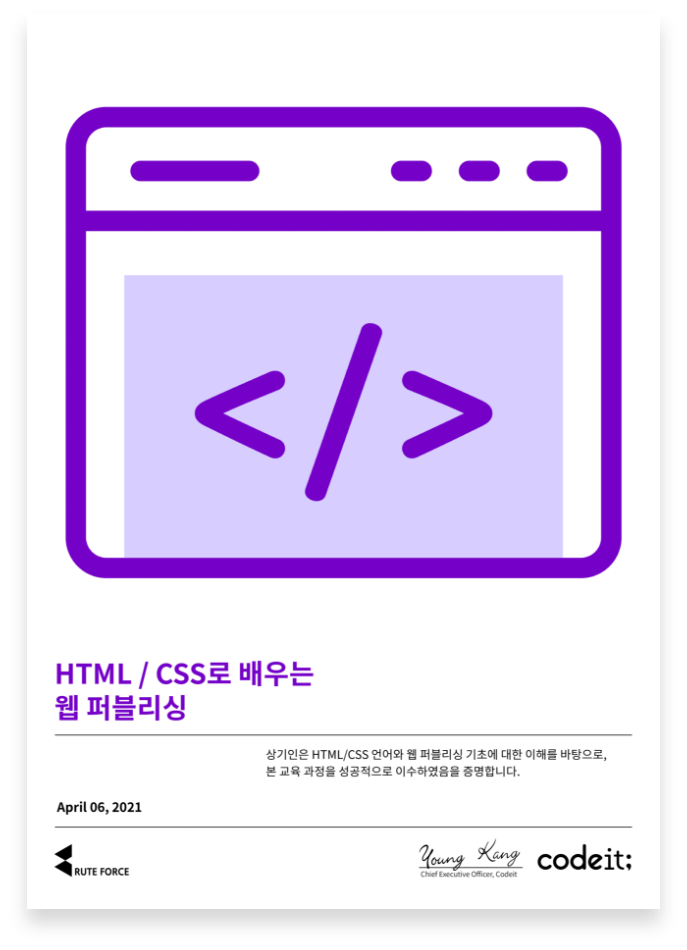 </>
HTML / CSS로 배우는
웹 퍼블리싱
상기인은 HTML/CSS 언어와 웹 퍼블리싱 기초에 대한 이해를 바탕으로,
본 교육 과정을 성공적으로 이수하였음을 증명합니다.
April 06, 2021
RUTE FORCE
Young Kang
Chief Executive Officer, Codeit
codeit;